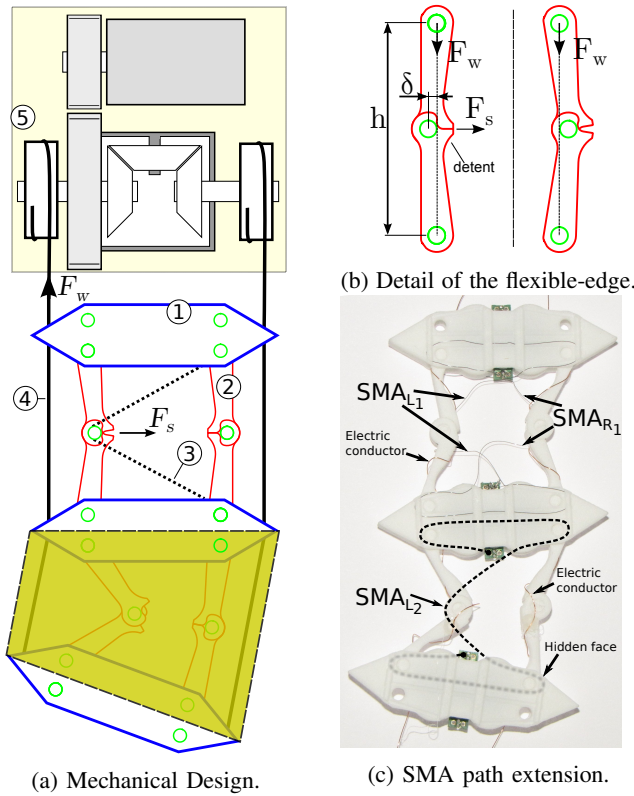 ⑤
F_w
①
②
④
F_s
③
(a) Mechanical Design.
F_w
F_w
δ
F_s
h
detent
(b) Detail of the flexible-edge.
SMA_L1
SMA_R1
Electric
conductor
SMA_L2
Electric
conductor
Hidden face
(c) SMA path extension.